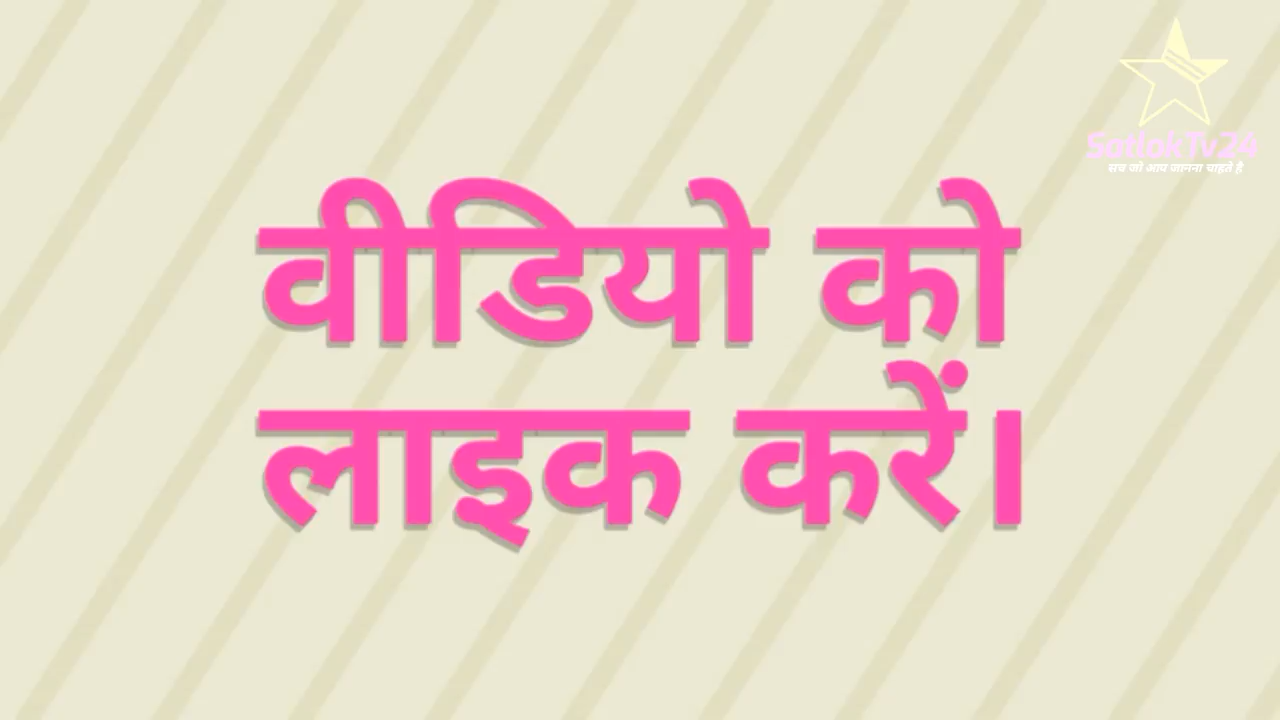 SatlokTv24
सच जो आप जानना चाहते है
वीडियो को
लाइक करें।